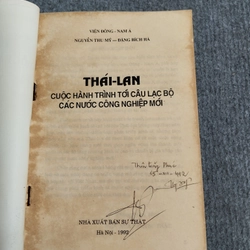 VIỆN ĐÔNG - NAM Á
NGUYỄN THU MỸ — ĐẶNG BÍCH HÀ
THÁI-LAN
CUỘC HÀNH TRÌNH TỚI CÂU LẠC BỘ
CÁC NƯỚC CÔNG NGHIỆP MỚI
NHÀ XUẤT BẢN SỰ THẬT
Hà Nội - 1992